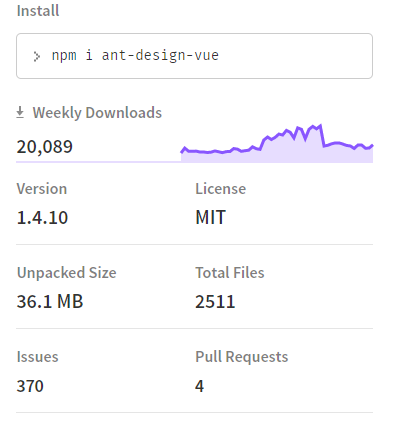 Install
> npm i ant-design-vue
Weekly Downloads
20,089
Version
License
1.4.10
MIT
Unpacked Size
Total Files
36.1 MB
2511
Issues
Pull Requests
370
4